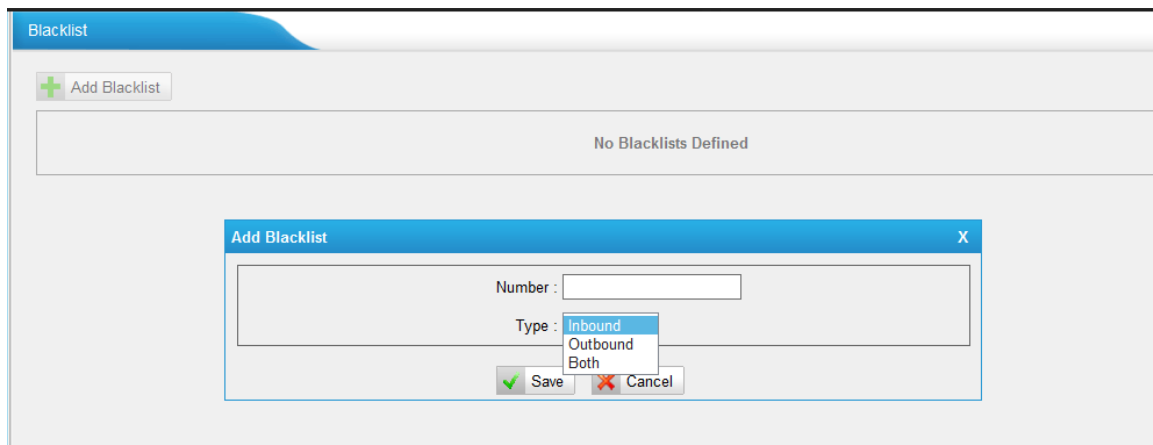 Blacklist
Add Blacklist
No Blacklists Defined
Add Blacklist X
Number :
Type : Inbound
Outbound
Both
Save Cancel